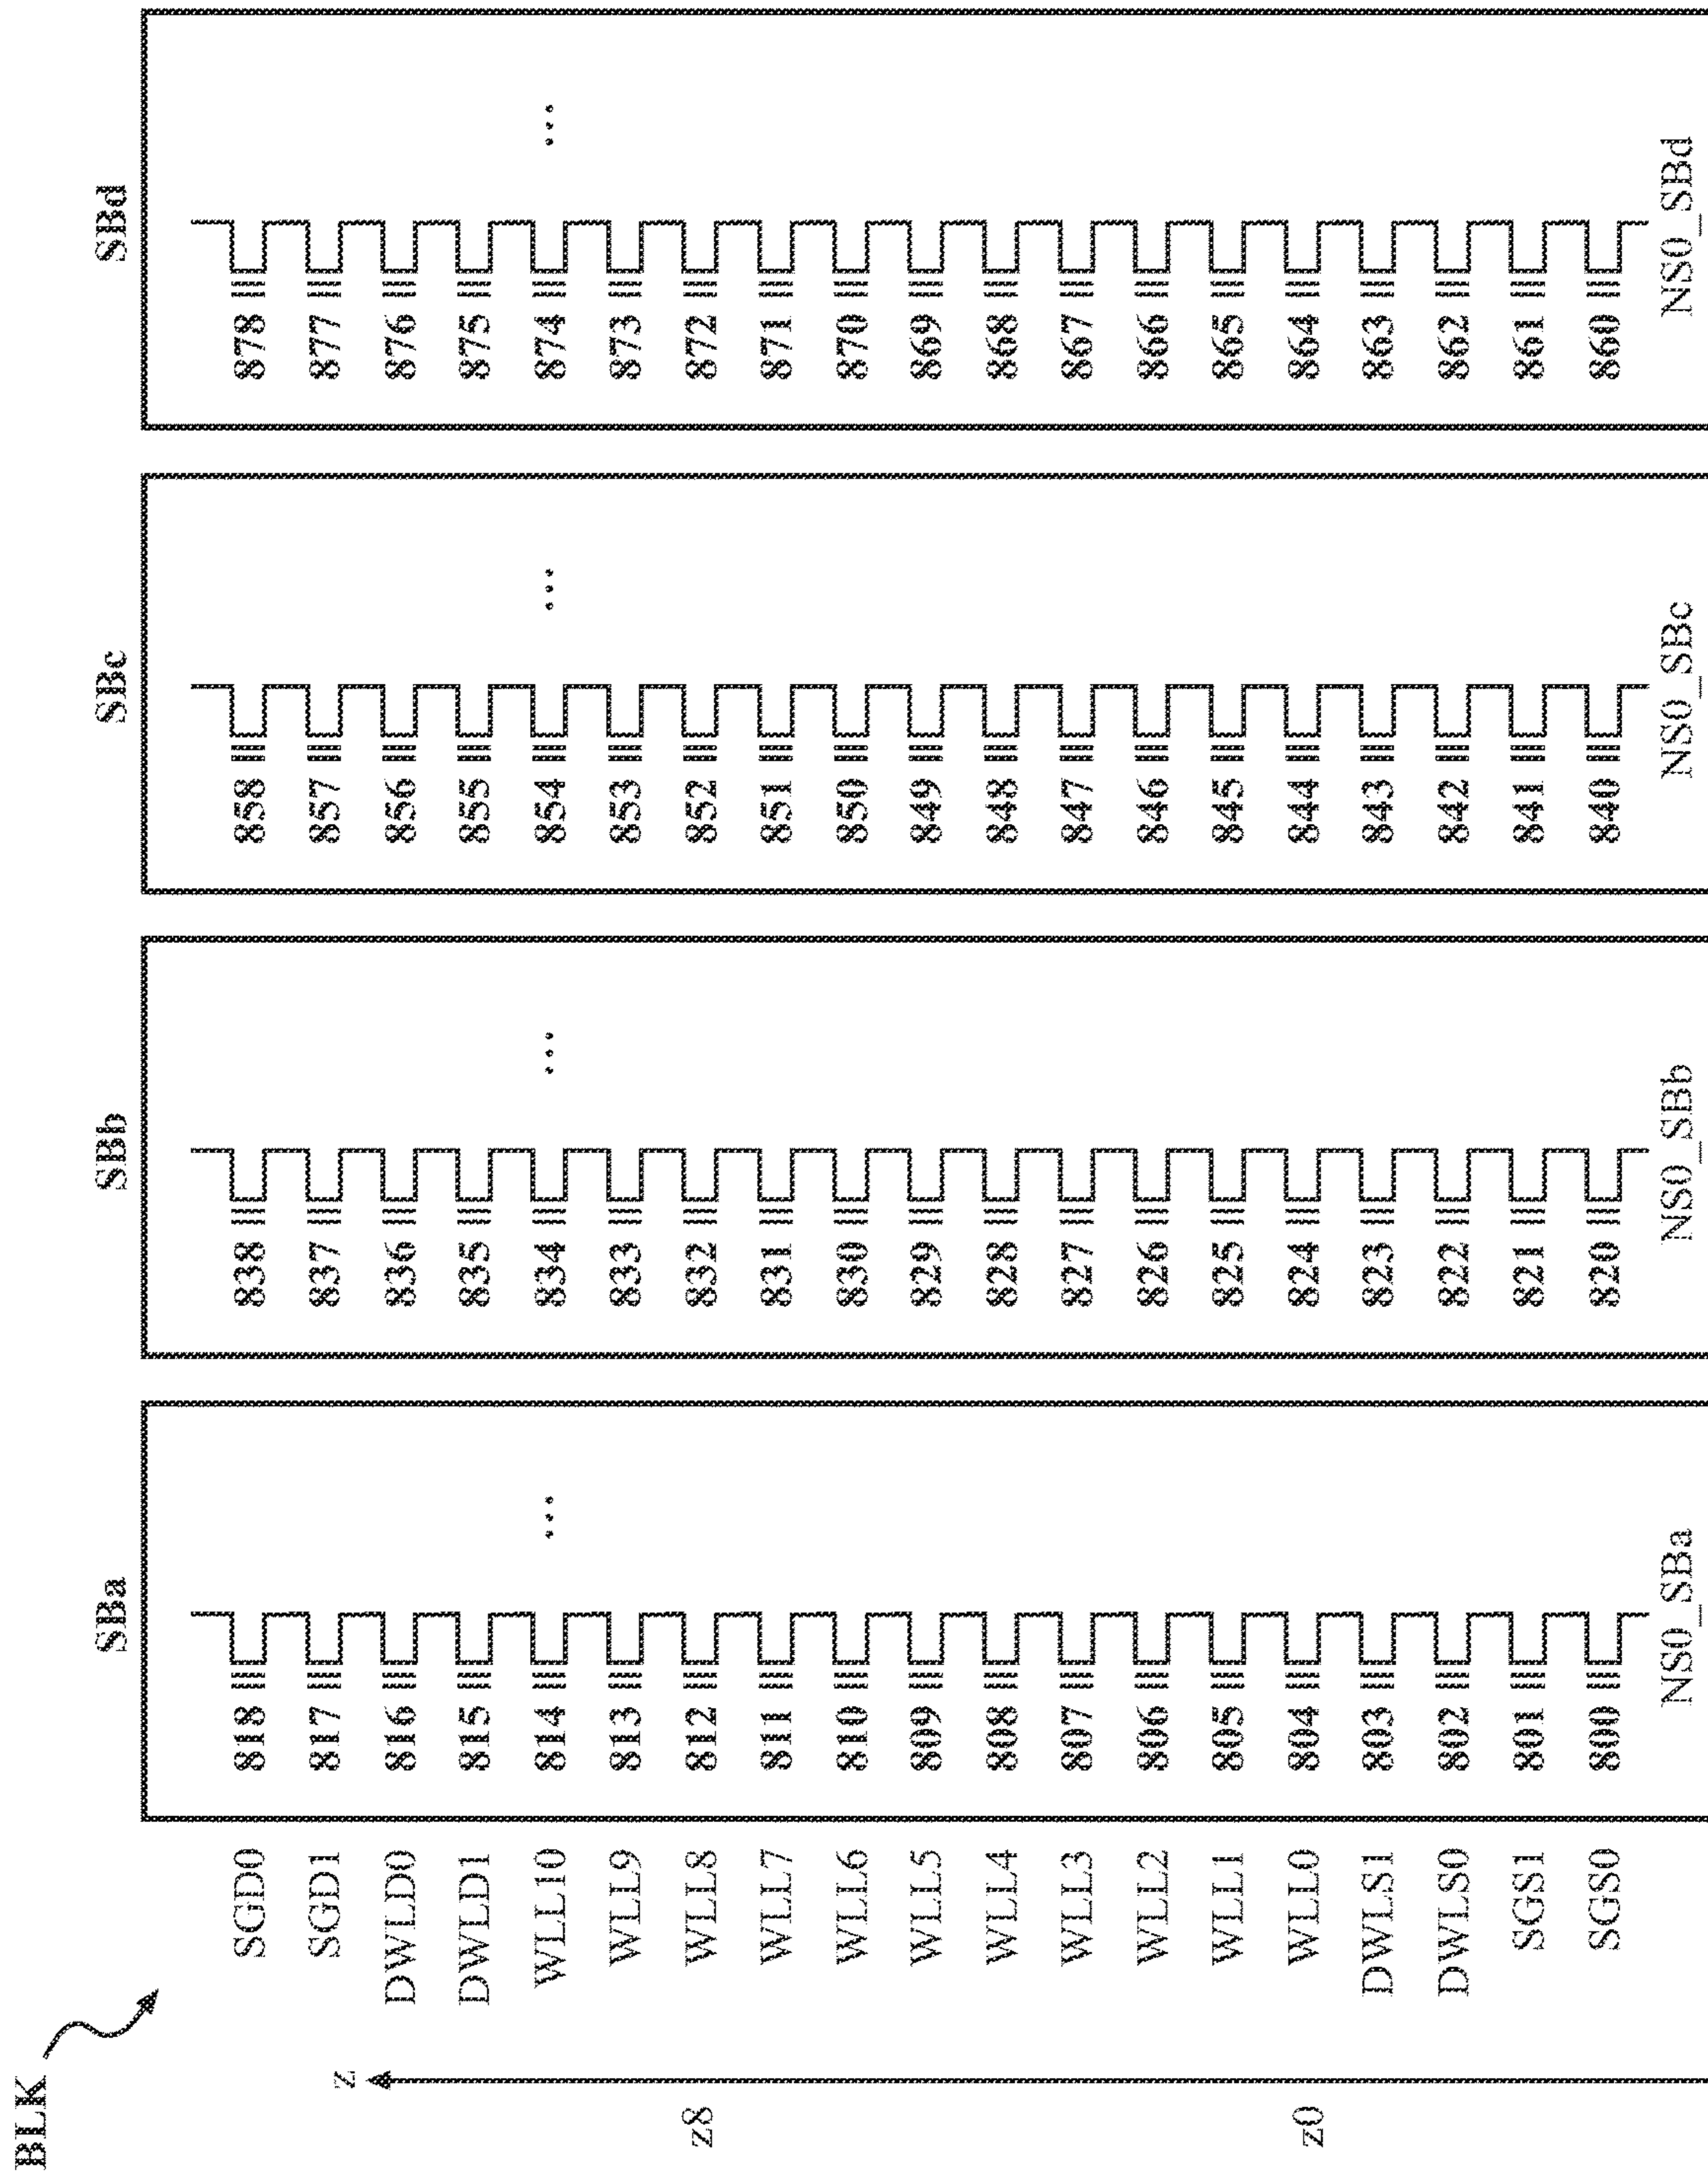 BLK
SBa SBb SBc SBd
z
SGD0 818 838 858 878
SGD1 817 837 857 877
DWLD0 816 836 856 876
DWLD1 815 835 855 875
WLL10 814 ... 834 ... 854 ... 874 ...
WLL9 813 833 853 873
z8 WLL8 812 832 852 872
WLL7 811 831 851 871
WLL6 810 830 850 870
WLL5 809 829 849 869
WLL4 808 828 848 868
WLL3 807 827 847 867
WLL2 806 826 846 866
WLL1 805 825 845 865
z0 WLL0 804 824 844 864
DWLS1 803 823 843 863
DWLS0 802 822 842 862
SGS1 801 821 841 861
SGS0 800 820 840 860
NS0_SBa NS0_SBb NS0_SBc NS0_SBd